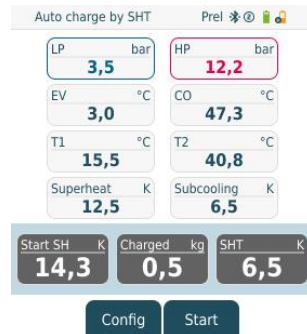 Auto charge by SHT Prel
LP bar HP bar
3,5 12,2
EV °C CO °C
3,0 47,3
T1 °C T2 °C
15,5 40,8
Superheat K Subcooling K
12,5 6,5
Start SH K Charged kg SHT K
14,3 0,5 6,5
Config Start